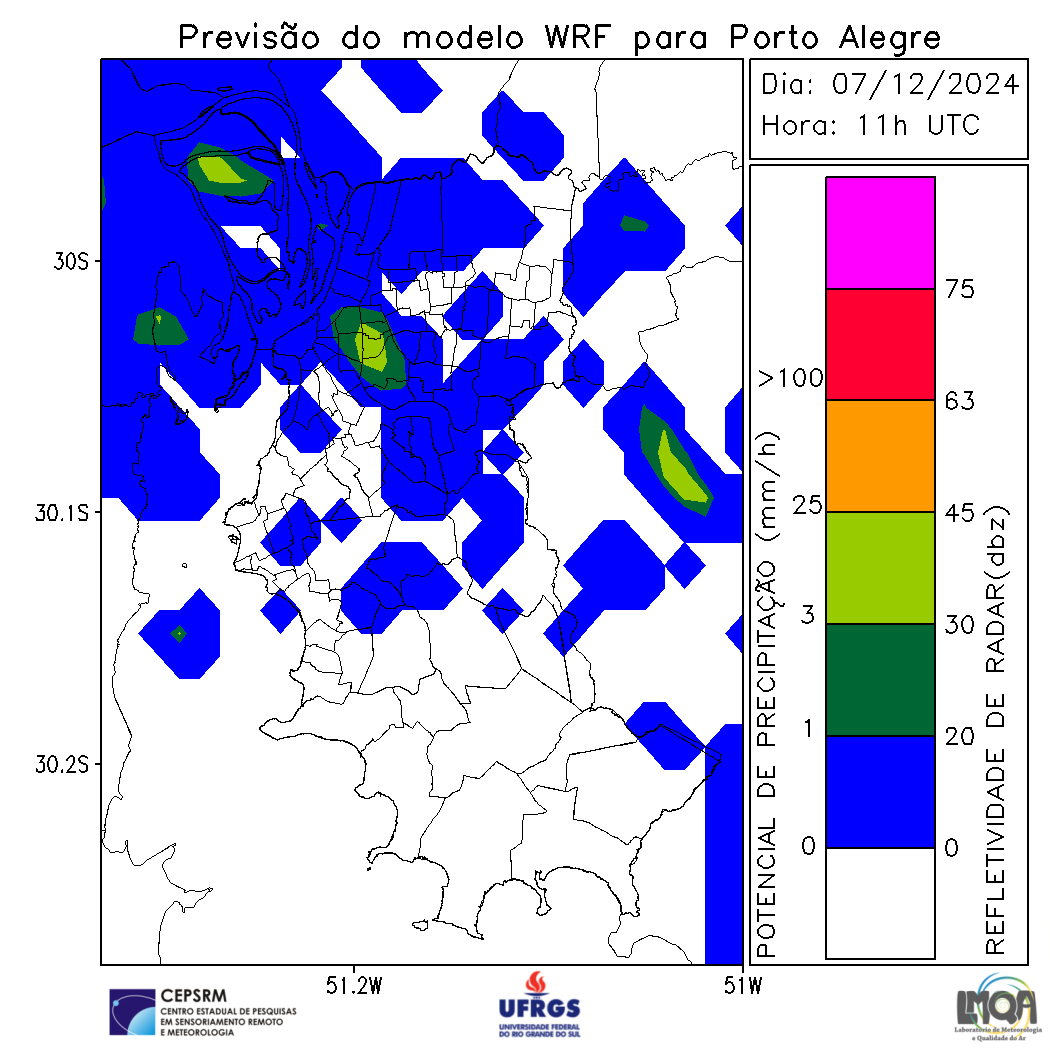 Previsão do modelo WRF para Porto Alegre
Dia: 07/12/2024
Hora: 11h UTC
30S
30.1S
30.2S
51.2W
51W
POTENCIAL DE PRECIPITAÇÃO (mm/h)
>100
25
3
1
0
75
63
45
30
20
0
REFLETIVIDADE DE RADAR(dbz)
CEPSRM
CENTRO ESTADUAL DE PESQUISAS
EM SENSORIAMENTO REMOTO
E METEOROLOGIA
UFRGS
UNIVERSIDADE FEDERAL
DO RIO GRANDE DO SUL
LMQA
Laboratório de Meteorologia
e Qualidade do Ar